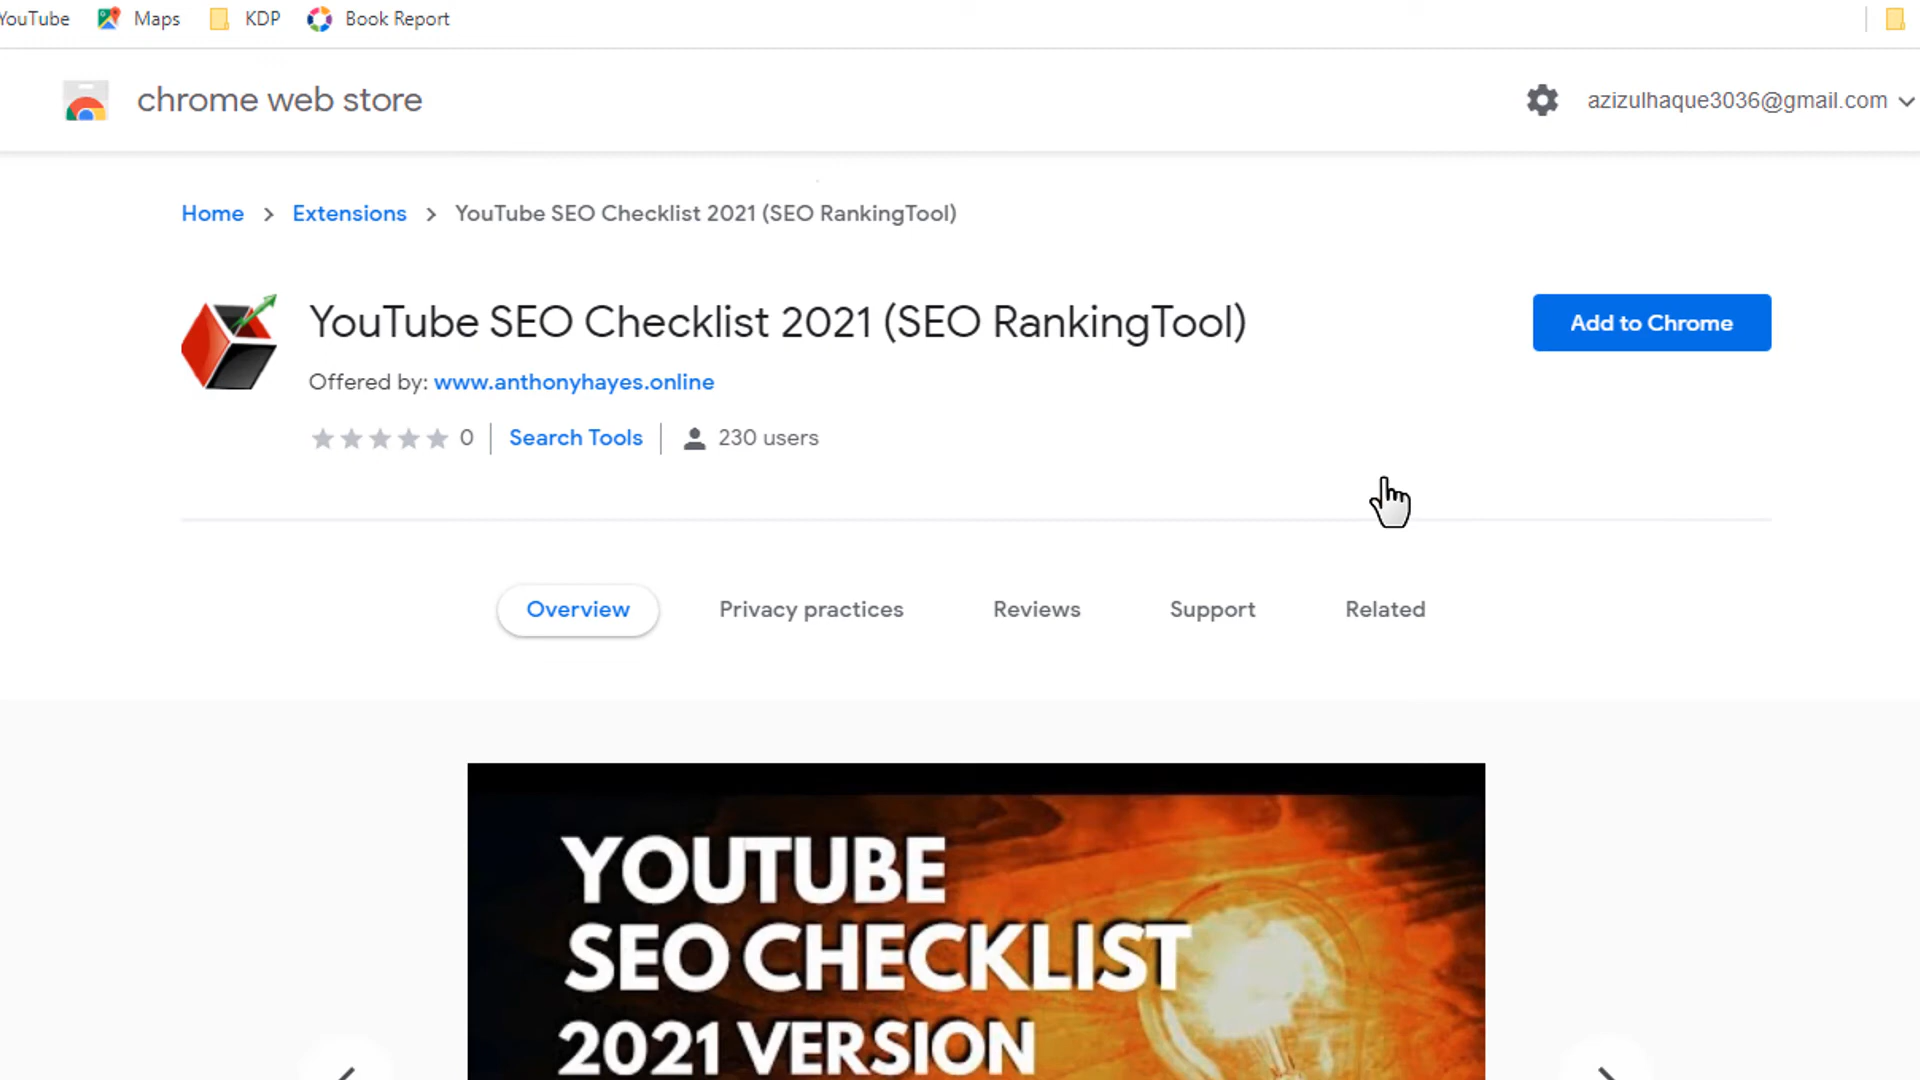 YouTube Maps KDP Book Report
chrome web store
azizulhaque3036@gmail.com
Home > Extensions > YouTube SEO Checklist 2021 (SEO RankingTool)
YouTube SEO Checklist 2021 (SEO RankingTool)
Add to Chrome
Offered by: www.anthonyhayes.online
0 | Search Tools | 230 users
Overview Privacy practices Reviews Support Related
YOUTUBE
SEO CHECKLIST
2021 VERSION